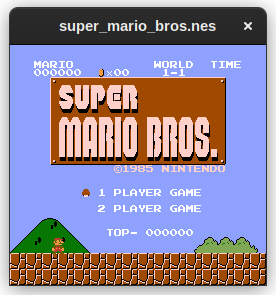 super_mario_bros.nes ×
MARIO WORLD TIME
000000 ×00 1-1
SUPER
MARIO BROS.
©1985 NINTENDO
1 PLAYER GAME
2 PLAYER GAME
TOP- 000000